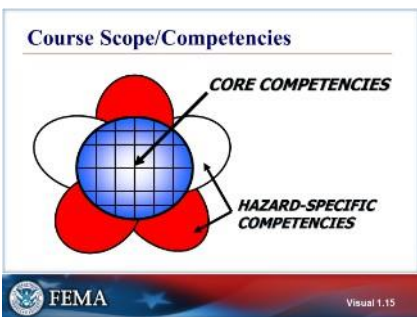 Course Scope/Competencies
CORE COMPETENCIES
HAZARD-SPECIFIC
COMPETENCIES
FEMA
Visual 1.15